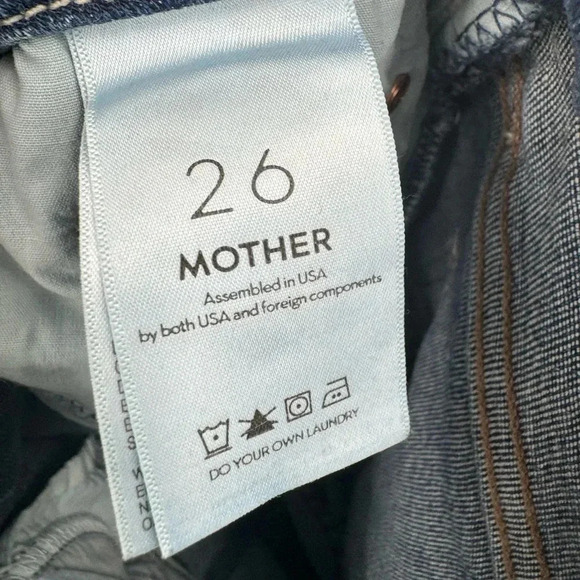 26
MOTHER
Assembled in USA
by both USA and foreign components
DO YOUR OWN LAUNDRY